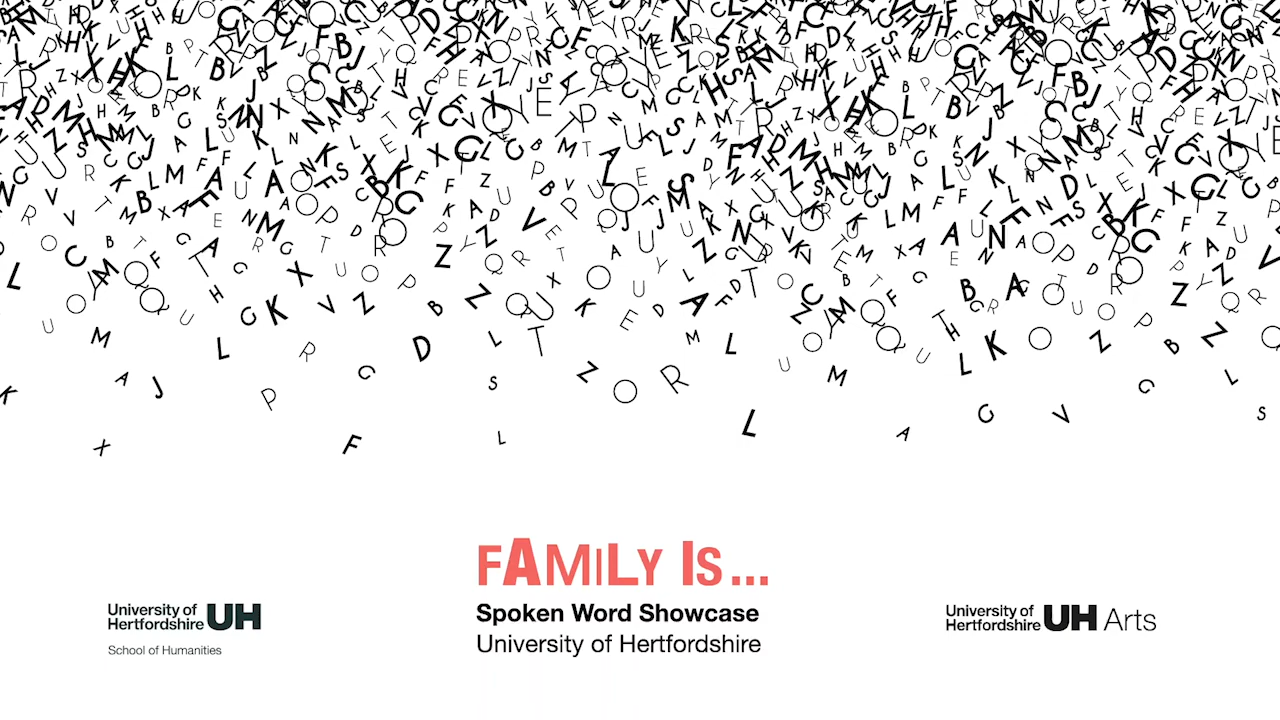 FAMILY IS...
Spoken Word Showcase
University of Hertfordshire
University of
Hertfordshire UH
School of Humanities
University of
Hertfordshire UH Arts